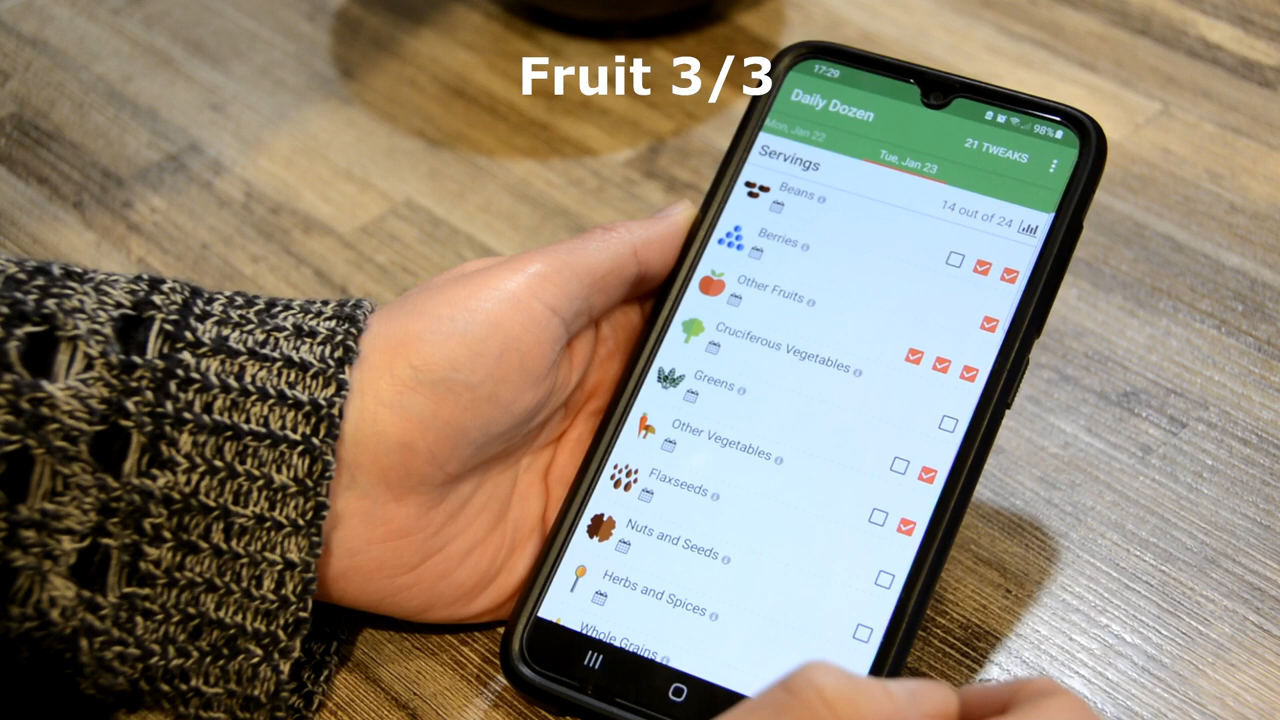 Fruit 3/3
17:29
98%
Daily Dozen
21 TWEAKS
Mon, Jan 22
Tue, Jan 23
Servings
14 out of 24
Beans
Berries
Other Fruits
Cruciferous Vegetables
Greens
Other Vegetables
Flaxseeds
Nuts and Seeds
Herbs and Spices
Whole Grains